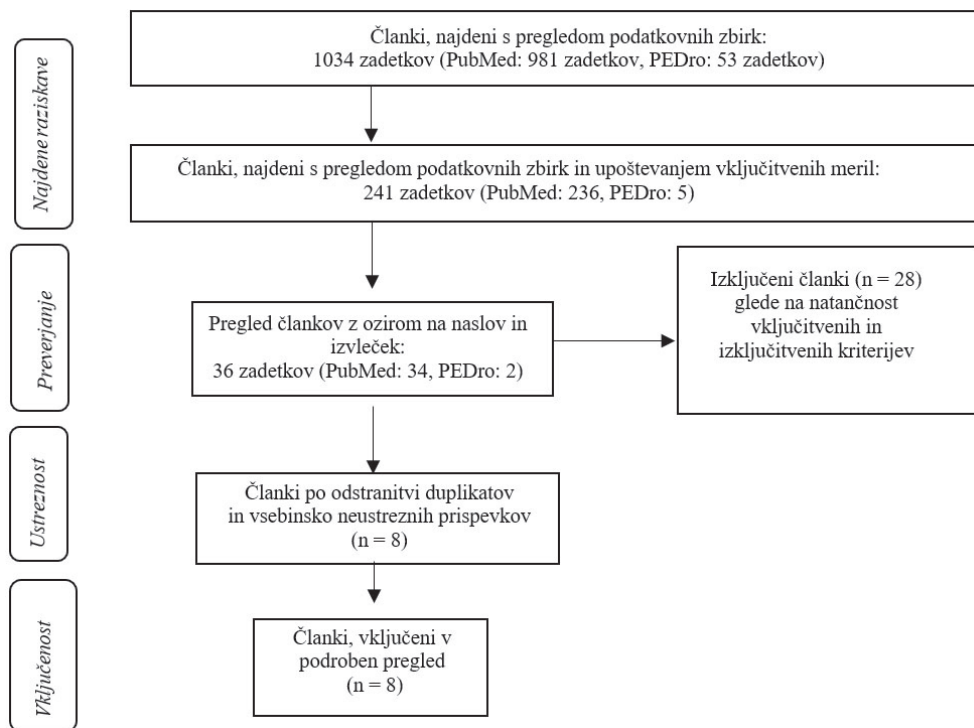 Najdene raziskave
Članki, najdeni s pregledom podatkovnih zbirk:
1034 zadetkov (PubMed: 981 zadetkov, PEDro: 53 zadetkov)
Članki, najdeni s pregledom podatkovnih zbirk in upoštevanjem vključitvenih meril:
241 zadetkov (PubMed: 236, PEDro: 5)
Preverjanje
Pregled člankov z ozirom na naslov in
izvleček:
36 zadetkov (PubMed: 34, PEDro: 2)
Izključeni članki (n = 28)
glede na natančnost
vključitvenih in
izključitvenih kriterijev
Ustreznost
Članki po odstranitvi duplikatov
in vsebinsko neustreznih prispevkov
(n = 8)
Vključenost
Članki, vključeni v
podroben pregled
(n = 8)